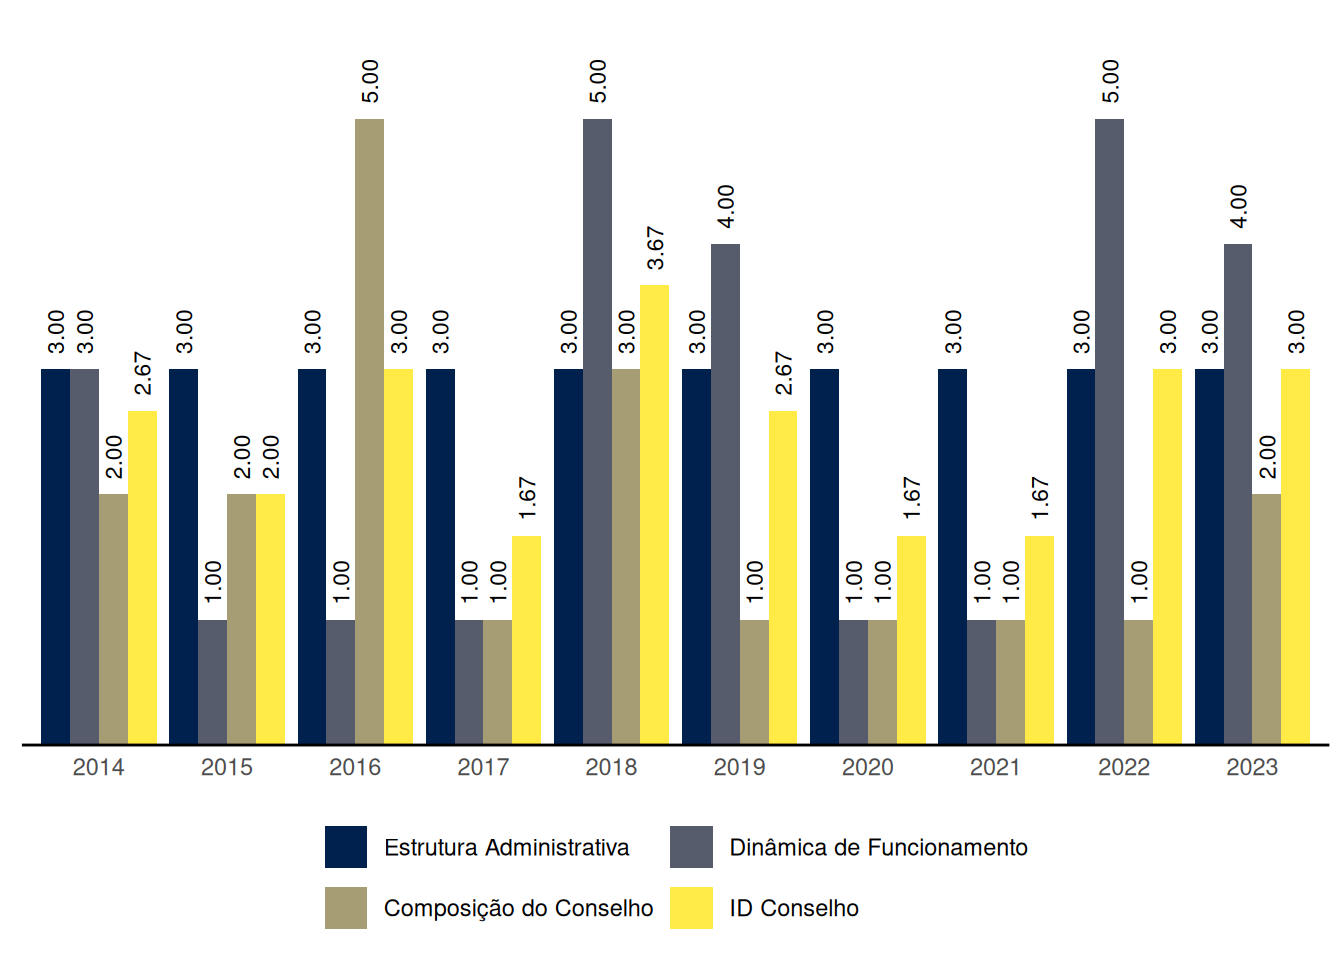 5.00 5.00 5.00
4.00 4.00
3.67
3.00 3.00 3.00 3.00 3.00 3.00 3.00 3.00 3.00 3.00 3.00 3.00 3.00 3.00 3.00
2.67 2.67
2.00 2.00 2.00 2.00
1.67 1.67 1.67
1.00 1.00 1.00 1.00 1.00 1.00 1.00 1.00 1.00 1.00
2014 2015 2016 2017 2018 2019 2020 2021 2022 2023
Estrutura Administrativa Dinâmica de Funcionamento
Composição do Conselho ID Conselho